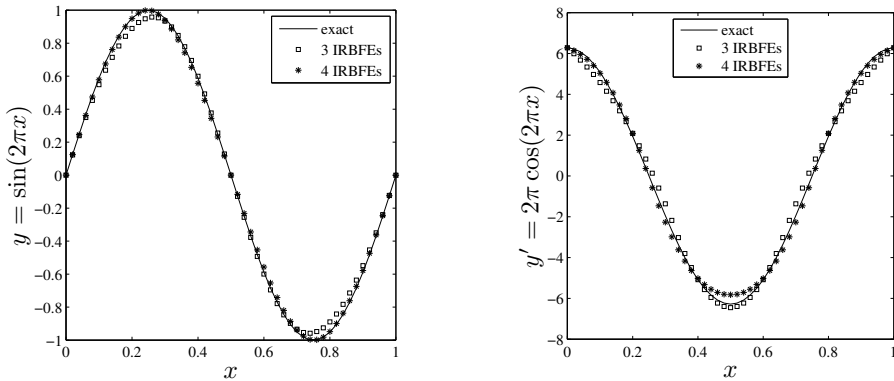 y = sin(2πx)
1
0.8
0.6
0.4
0.2
0
−0.2
−0.4
−0.6
−0.8
−1
0 0.2 0.4 0.6 0.8 1
x
exact
3 IRBFEs
4 IRBFEs
y′ = 2π cos(2πx)
8
6
4
2
0
−2
−4
−6
−8
0 0.2 0.4 0.6 0.8 1
x
exact
3 IRBFEs
4 IRBFEs